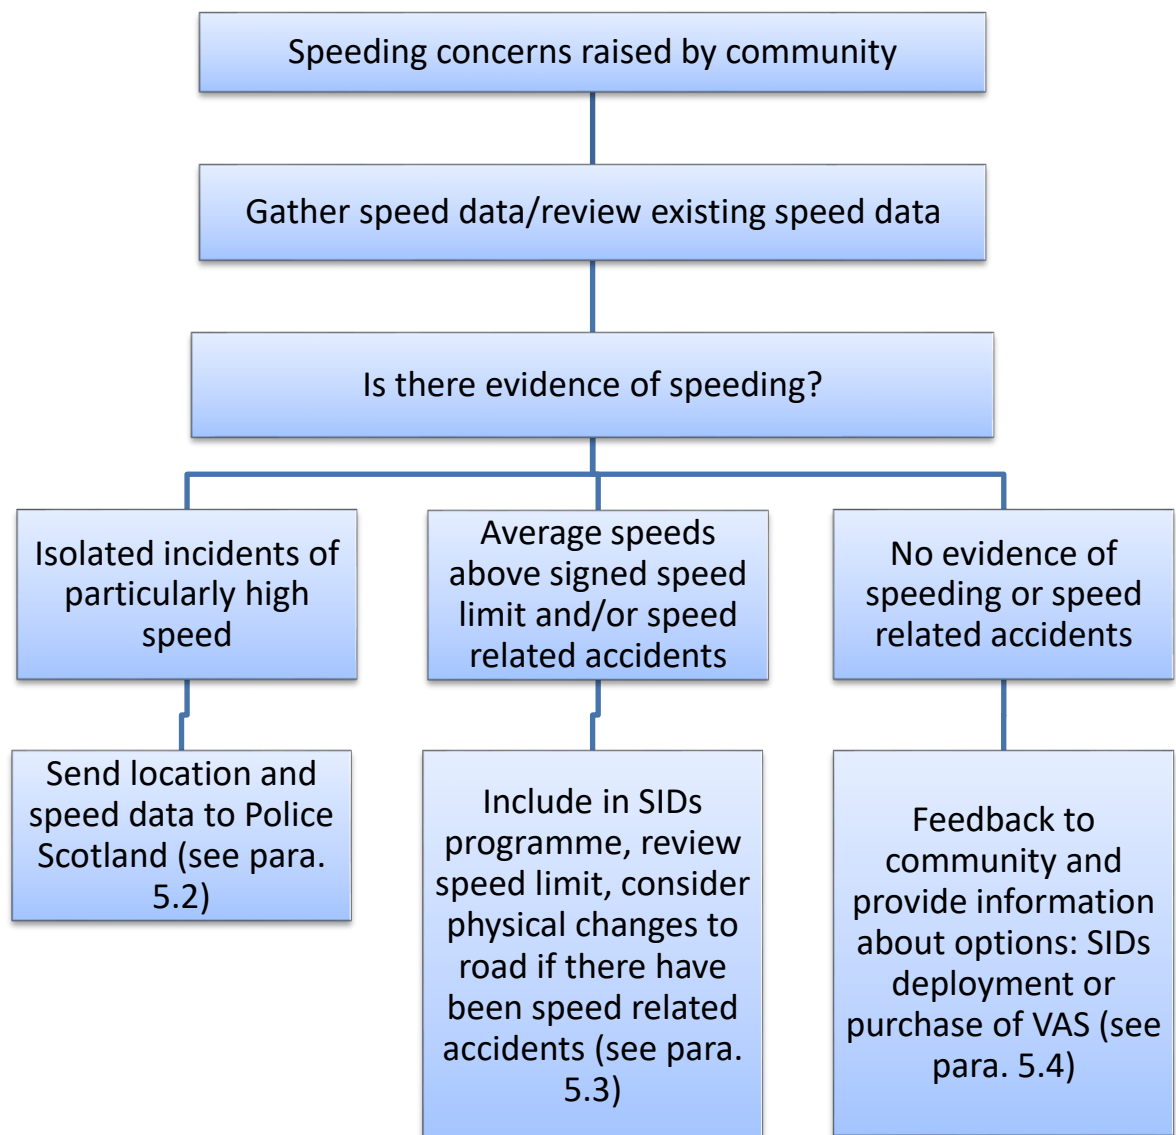 Speeding concerns raised by community
Gather speed data/review existing speed data
Is there evidence of speeding?
Isolated incidents of
particularly high
speed
Average speeds
above signed speed
limit and/or speed
related accidents
No evidence of
speeding or speed
related accidents
Send location and
speed data to Police
Scotland (see para.
5.2)
Include in SIDs
programme, review
speed limit, consider
physical changes to
road if there have
been speed related
accidents (see para.
5.3)
Feedback to
community and
provide information
about options: SIDs
deployment or
purchase of VAS (see
para. 5.4)